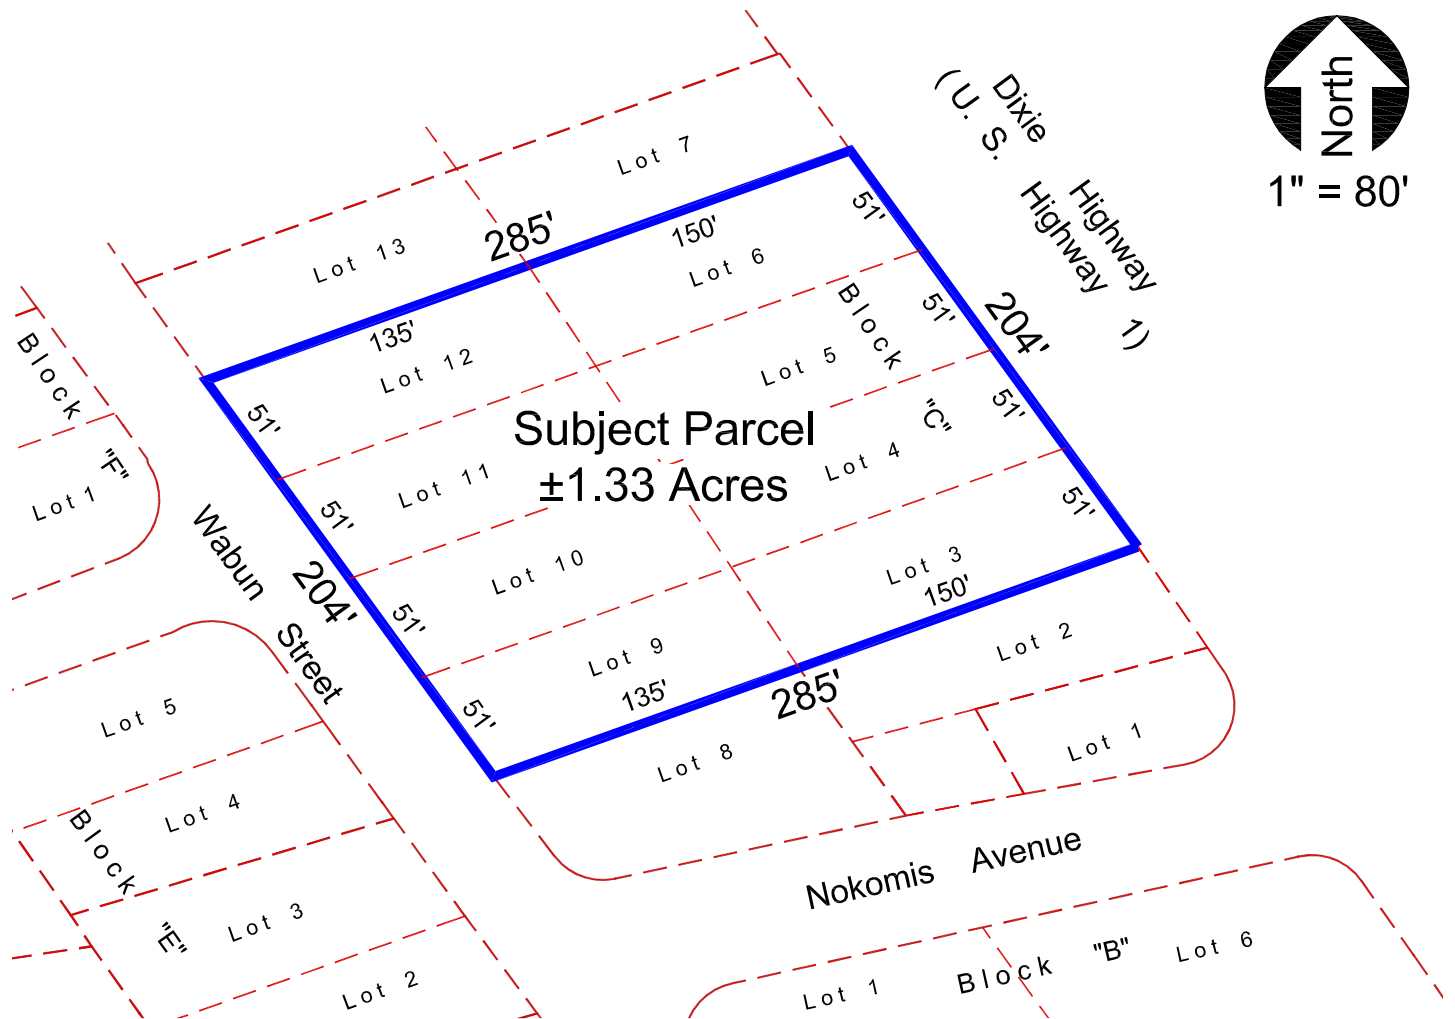 North
1" = 80'
Dixie Highway
( U. S. Highway 1)
Lot 7
Lot 13
285'
150'
135'
Lot 6
Lot 12
51'
51'
51'
51'
204'
Block "C"
Lot 5
Subject Parcel
±1.33 Acres
Lot 11
Lot 4
Lot 10
Lot 3
150'
Lot 9
135'
285'
51'
51'
51'
51'
204'
Wabun Street
Block "F"
Lot 1
Lot 2
Lot 8
Lot 1
Lot 5
Lot 4
Block "E"
Lot 3
Lot 2
Nokomis Avenue
Lot 1
Block "B"
Lot 6